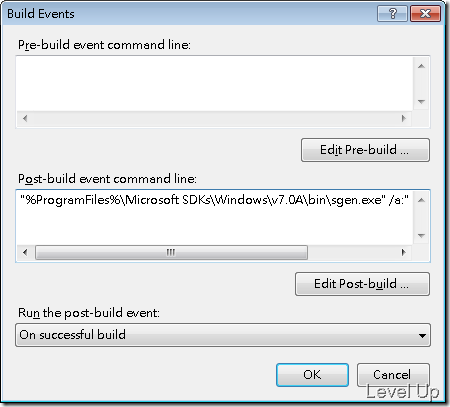 Build Events
Pre-build event command line:
Edit Pre-build ...
Post-build event command line:
"%ProgramFiles%\Microsoft SDKs\Windows\v7.0A\bin\sgen.exe" /a:"
Edit Post-build ...
Run the post-build event:
On successful build
OK
Cancel
Level Up